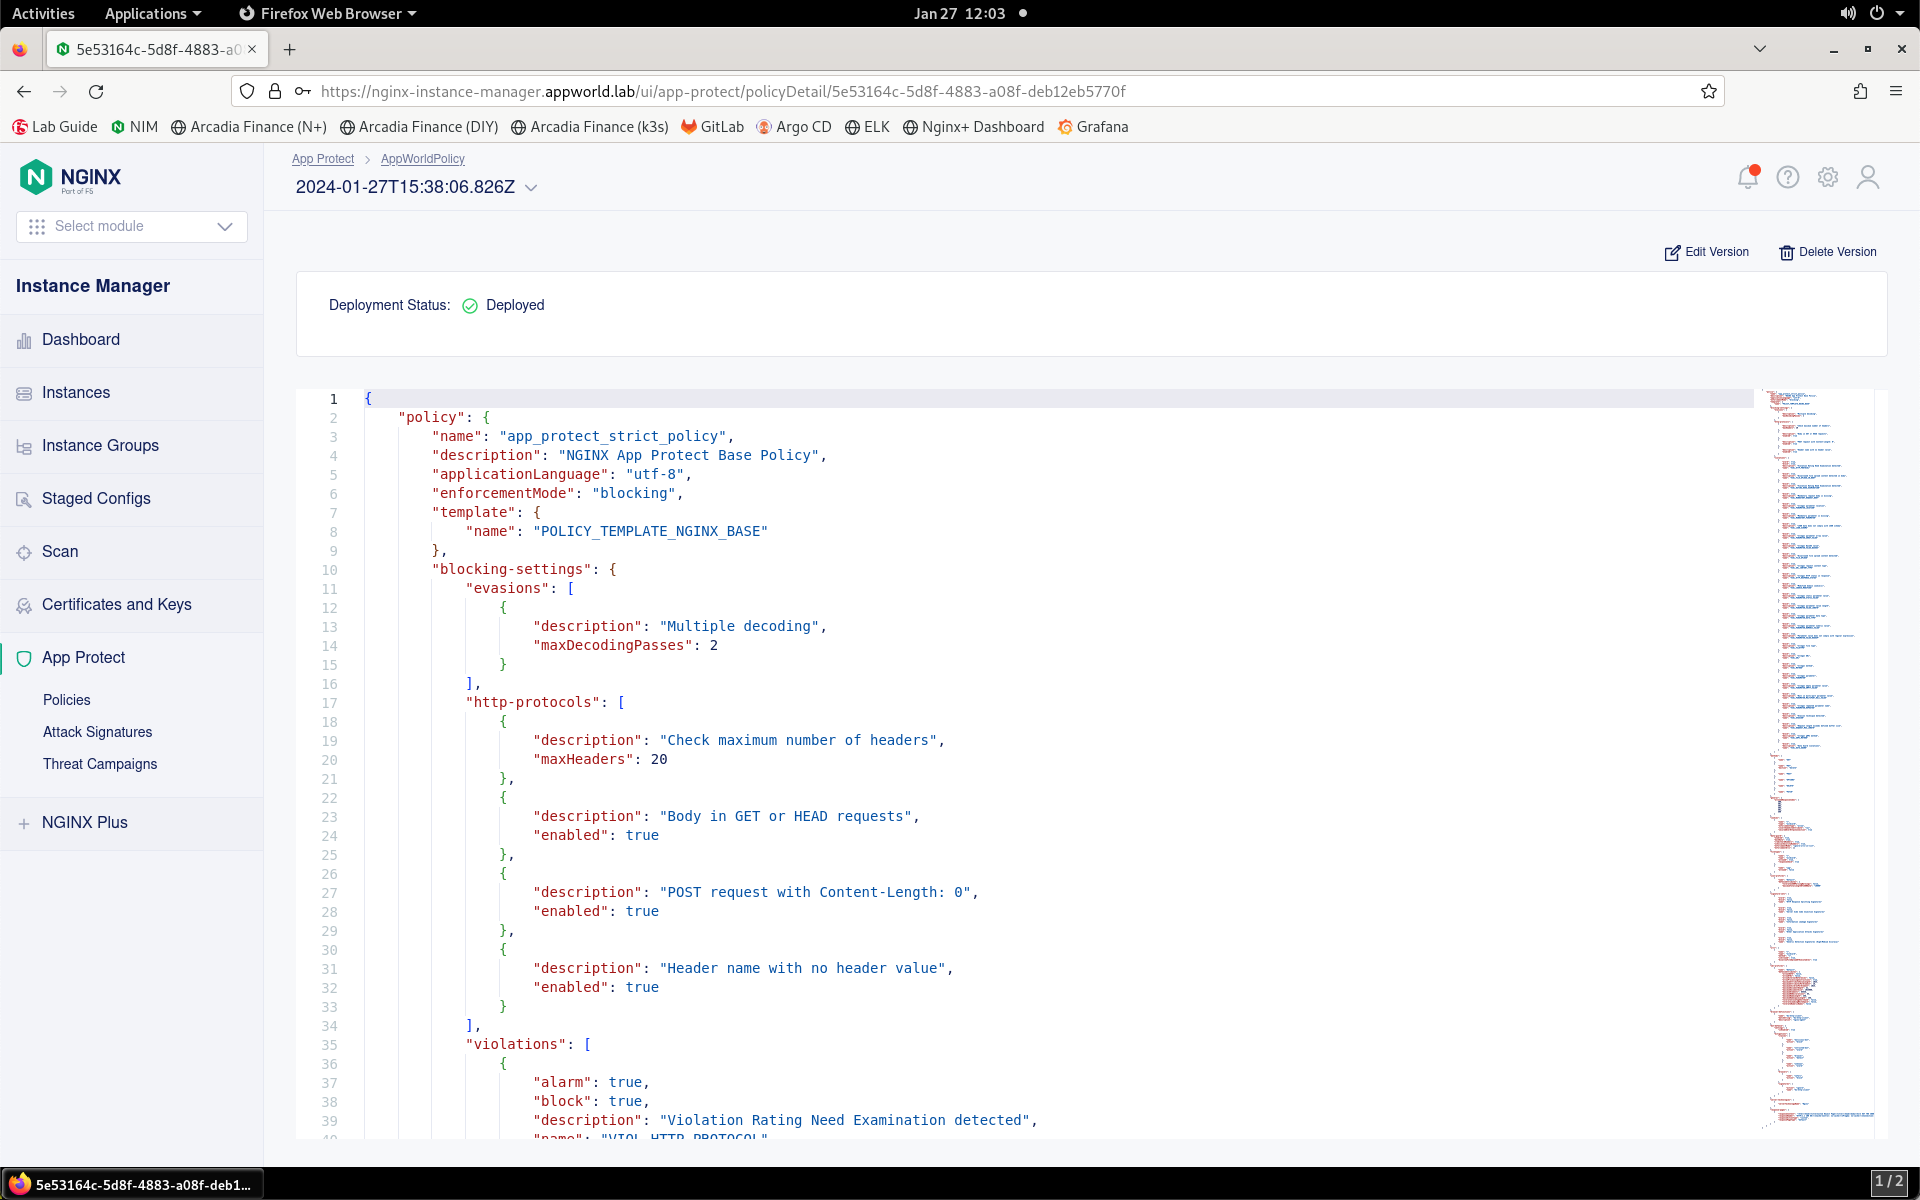 Activities Applications Firefox Web Browser Jan 27 12:03
5e53164c-5d8f-4883-a0
https://nginx-instance-manager.appworld.lab/ui/app-protect/policyDetail/5e53164c-5d8f-4883-a08f-deb12eb5770f
Lab Guide NIM Arcadia Finance (N+) Arcadia Finance (DIY) Arcadia Finance (k3s) GitLab Argo CD ELK Nginx+ Dashboard Grafana
NGINX
Part of F5
Select module
Instance Manager
Dashboard
Instances
Instance Groups
Staged Configs
Scan
Certificates and Keys
App Protect
Policies
Attack Signatures
Threat Campaigns
NGINX Plus
App Protect > AppWorldPolicy
2024-01-27T15:38:06.826Z
Edit Version Delete Version
Deployment Status: Deployed
1 {
2 "policy": {
3 "name": "app_protect_strict_policy",
4 "description": "NGINX App Protect Base Policy",
5 "applicationLanguage": "utf-8",
6 "enforcementMode": "blocking",
7 "template": {
8 "name": "POLICY_TEMPLATE_NGINX_BASE"
9 },
10 "blocking-settings": {
11 "evasions": [
12 {
13 "description": "Multiple decoding",
14 "maxDecodingPasses": 2
15 }
16 ],
17 "http-protocols": [
18 {
19 "description": "Check maximum number of headers",
20 "maxHeaders": 20
21 },
22 {
23 "description": "Body in GET or HEAD requests",
24 "enabled": true
25 },
26 {
27 "description": "POST request with Content-Length: 0",
28 "enabled": true
29 },
30 {
31 "description": "Header name with no header value",
32 "enabled": true
33 }
34 ],
35 "violations": [
36 {
37 "alarm": true,
38 "block": true,
39 "description": "Violation Rating Need Examination detected",
40 "name": "VIOL_HTTP_PROTOCOL"
5e53164c-5d8f-4883-a08f-deb1... 1 / 2